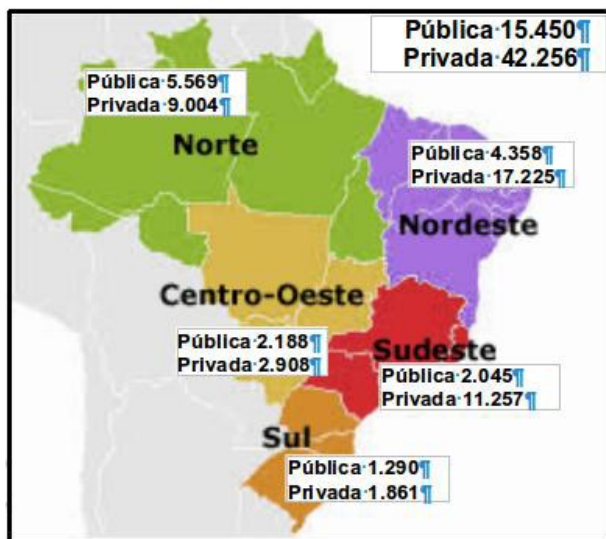 Pública·15.450¶
Privada·42.256¶
Pública·5.569¶
Privada·9.004¶
Norte
Pública·4.358¶
Privada·17.225¶
Nordeste
Centro-Oeste
Pública·2.188¶
Privada·2.908¶
Sudeste
Pública·2.045¶
Privada·11.257¶
Sul
Pública·1.290¶
Privada·1.861¶